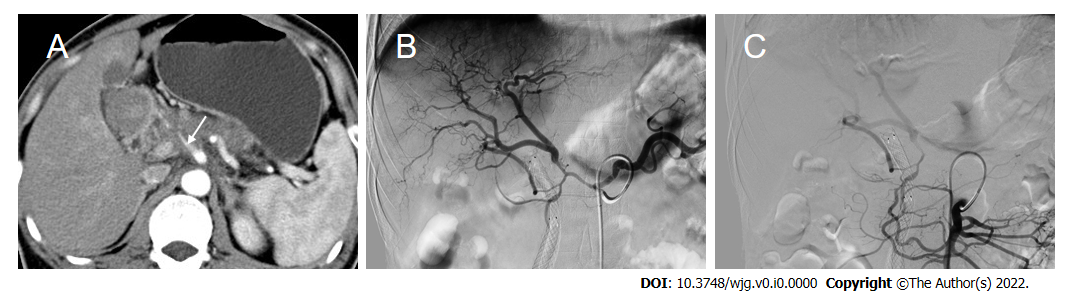 A
B
C
DOI: 10.3748/wjg.v0.i0.0000 Copyright ©The Author(s) 2022.